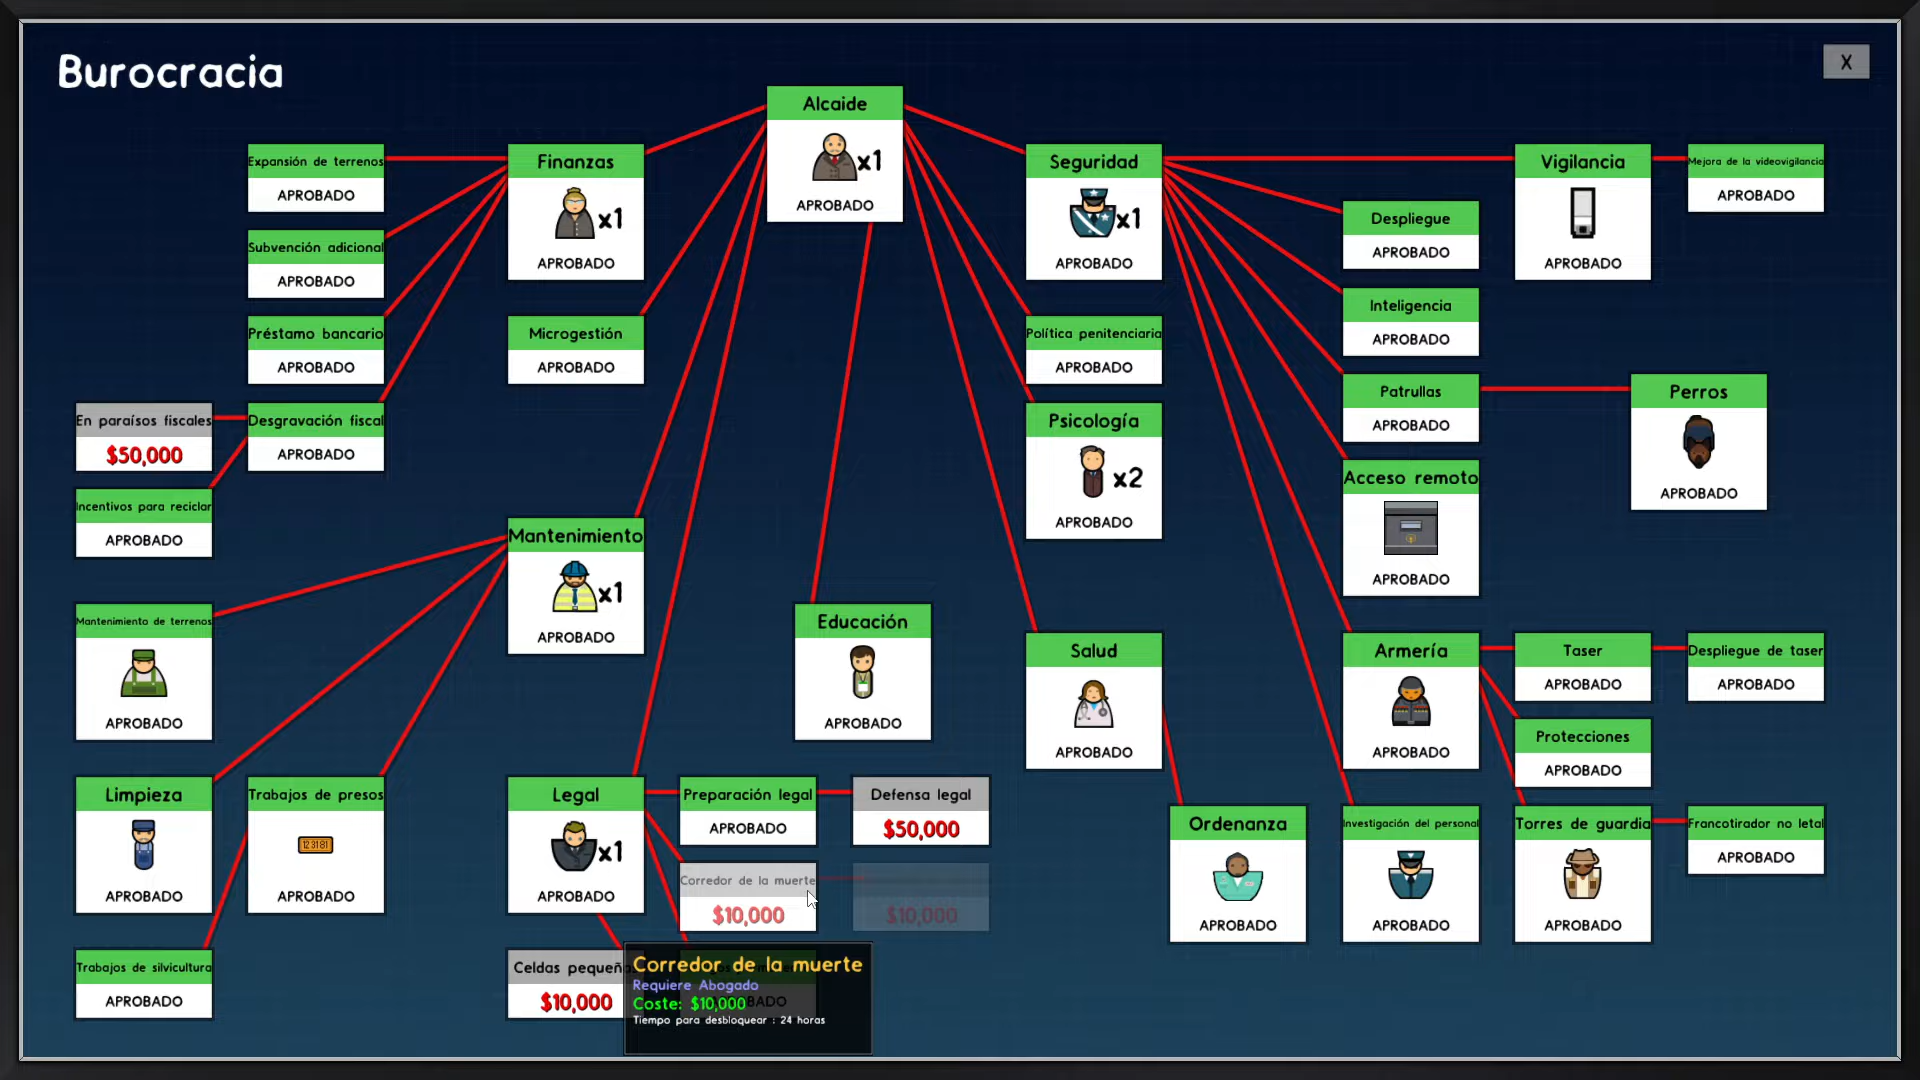 Burocracia
X
Alcaide
x1
APROBADO
Expansión de terrenos
APROBADO
Finanzas
x1
APROBADO
Seguridad
x1
APROBADO
Vigilancia
APROBADO
Mejora de la videovigilancia
APROBADO
Subvención adicional
APROBADO
Despliegue
APROBADO
Préstamo bancario
APROBADO
Microgestión
APROBADO
Política penitenciaria
APROBADO
Inteligencia
APROBADO
En paraísos fiscales
$50,000
Desgravación fiscal
APROBADO
Psicología
x2
APROBADO
Patrullas
APROBADO
Perros
APROBADO
Incentivos para reciclar
APROBADO
Mantenimiento
x1
APROBADO
Acceso remoto
APROBADO
Mantenimiento de terrenos
APROBADO
Educación
APROBADO
Salud
APROBADO
Armería
APROBADO
Taser
APROBADO
Despliegue de taser
APROBADO
Protecciones
APROBADO
Limpieza
APROBADO
Trabajos de presos
123181
APROBADO
Legal
x1
APROBADO
Preparación legal
APROBADO
Defensa legal
$50,000
Corredor de la muerte
$10,000
$10,000
Ordenanza
APROBADO
Investigación del personal
APROBADO
Torres de guardia
APROBADO
Francotirador no letal
APROBADO
Trabajos de silvicultura
APROBADO
Celdas pequeña
$10,000
Corredor de la muerte
Requiere Abogado
Coste: $10,000
Tiempo para desbloquear : 24 horas